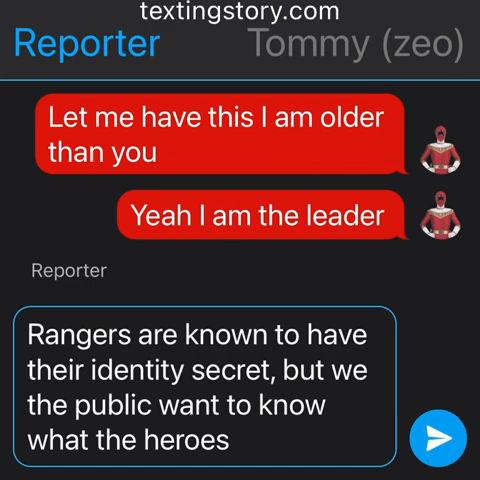 textingstory.com
Reporter
Tommy (zeo)
Let me have this I am older
than you
Yeah I am the leader
Reporter
Rangers are known to have
their identity secret, but we
the public want to know
what the heroes